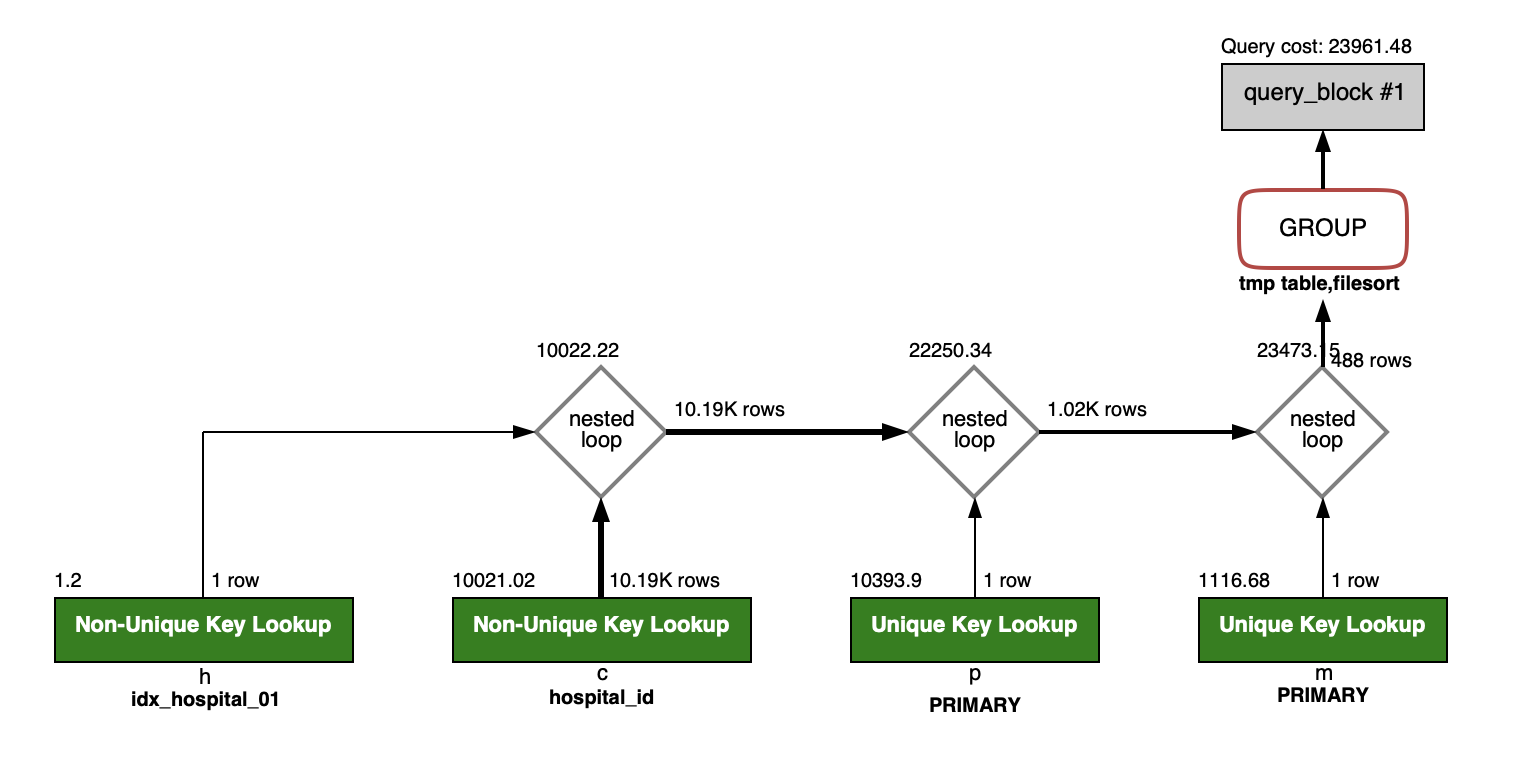 Query cost: 23961.48
query_block #1
GROUP
tmp table,filesort
10022.22
22250.34
23473.15
488 rows
nested
loop
10.19K rows
nested
loop
1.02K rows
nested
loop
1.2
1 row
10021.02
10.19K rows
10393.9
1 row
1116.68
1 row
Non-Unique Key Lookup
Non-Unique Key Lookup
Unique Key Lookup
Unique Key Lookup
h
idx_hospital_01
c
hospital_id
p
PRIMARY
m
PRIMARY